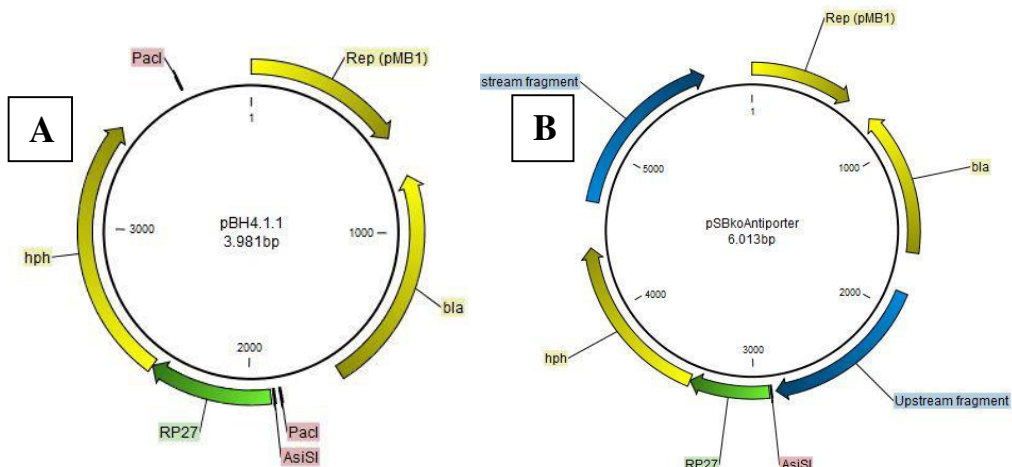 A
PacI
Rep (pMB1)
1
1000
pBH4.1.1
3.981bp
3000
2000
hph
bla
RP27
PacI
AsiSI
B
stream fragment
Rep (pMB1)
1
5000
1000
bla
pSBkoAntiporter
6.013bp
4000
2000
3000
hph
Upstream fragment
RP27
AsiSI